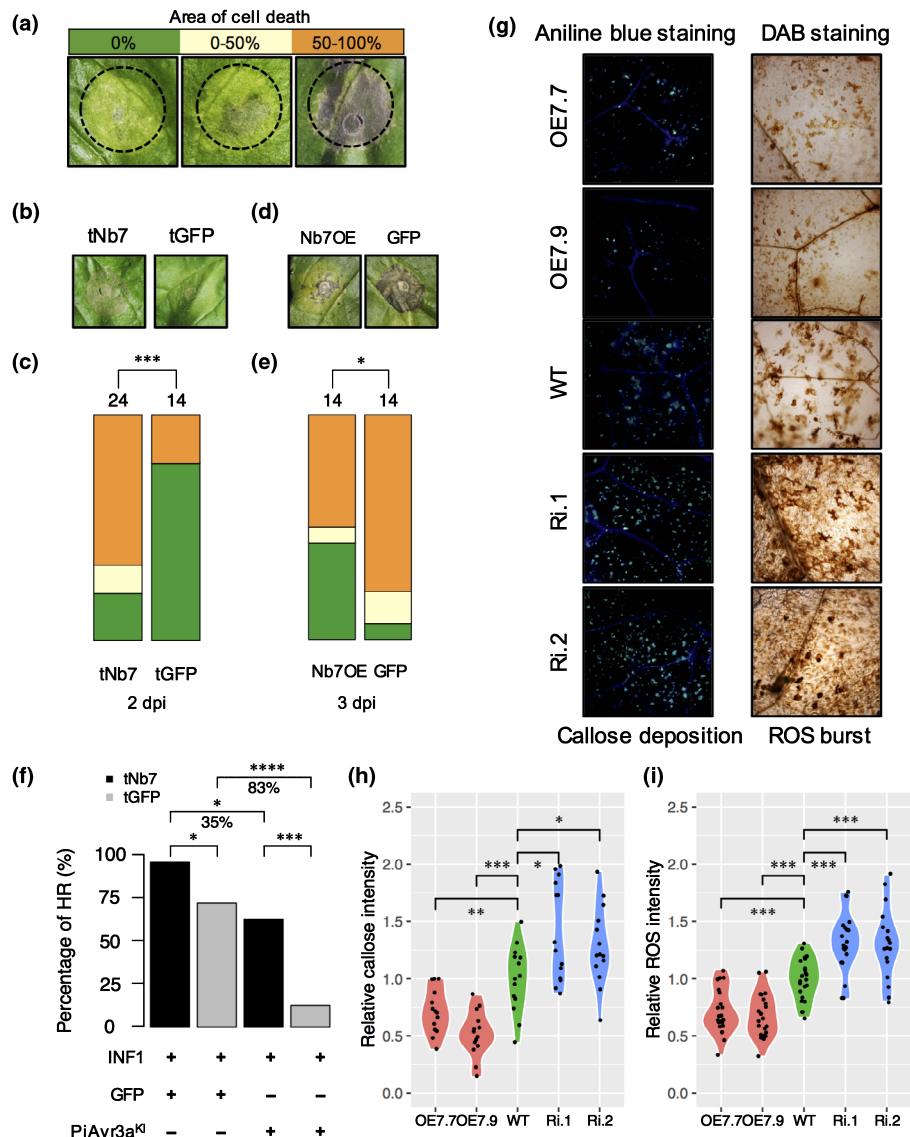 (a)
Area of cell death
0% 0-50% 50-100%
(b)
tNb7 tGFP
(d)
Nb7OE GFP
(c)
***
24 14
tNb7 tGFP
2 dpi
(e)
*
14 14
Nb7OE GFP
3 dpi
(f)
tNb7
tGFP
****
83%
*
35%
*
***
Percentage of HR (%)
100
75
50
25
0
INF1 + + + +
GFP + + − −
PiAvr3aKI − − + +
(g)
Aniline blue staining DAB staining
OE7.7
OE7.9
WT
Ri.1
Ri.2
Callose deposition ROS burst
(h)
Relative callose intensity
2.5
2.0
1.5
1.0
0.5
0.0
*
*** *
**
OE7.7 OE7.9 WT Ri.1 Ri.2
(i)
Relative ROS intensity
2.5
2.0
1.5
1.0
0.5
0.0
***
*** ***
***
OE7.7 OE7.9 WT Ri.1 Ri.2